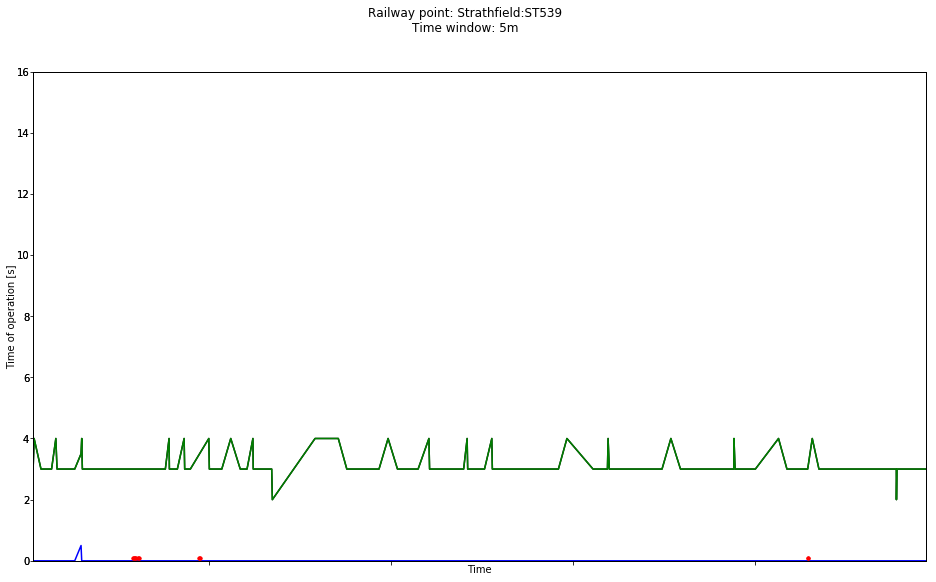 Railway point: Strathfield:ST539
Time window: 5m
16
14
12
10
8
6
4
2
0
Time of operation [s]
Time